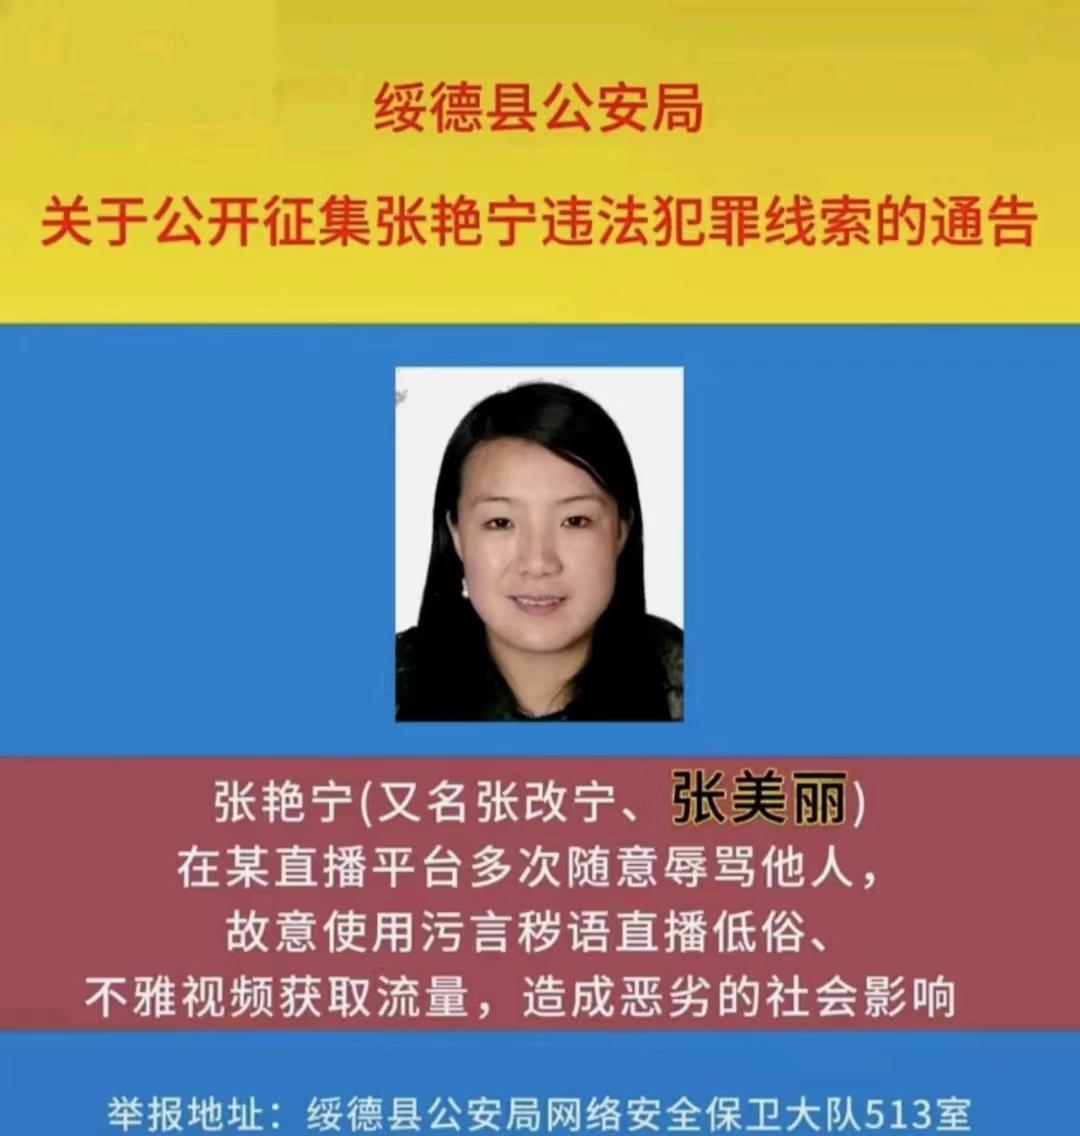 绥德县公安局
关于公开征集张艳宁违法犯罪线索的通告
张艳宁(又名张改宁、张美丽)
在某直播平台多次随意辱骂他人，
故意使用污言秽语直播低俗、
不雅视频获取流量，造成恶劣的社会影响
举报地址：绥德县公安局网络安全保卫大队513室